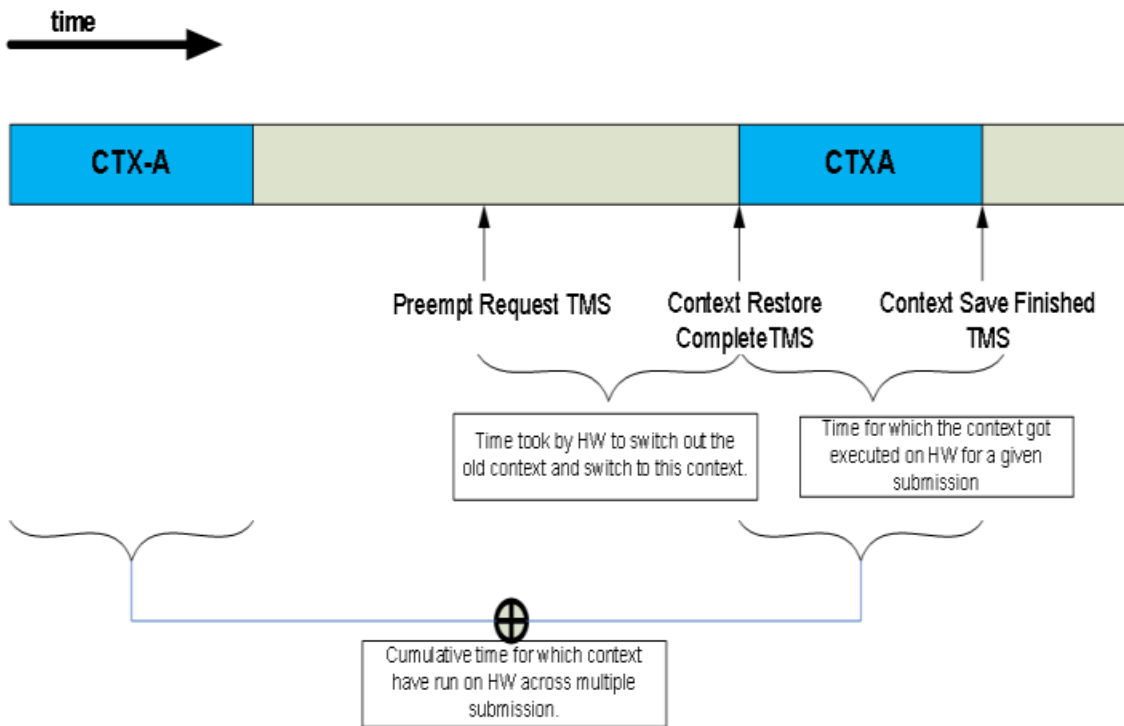 time
CTX-A
CTXA
Preempt Request TMS
Context Restore
CompleteTMS
Context Save Finished
TMS
Time took by HW to switch out the
old context and switch to this context.
Time for which the context got
executed on HW for a given
submission
Cumulative time for which context
have run on HW across multiple
submission.